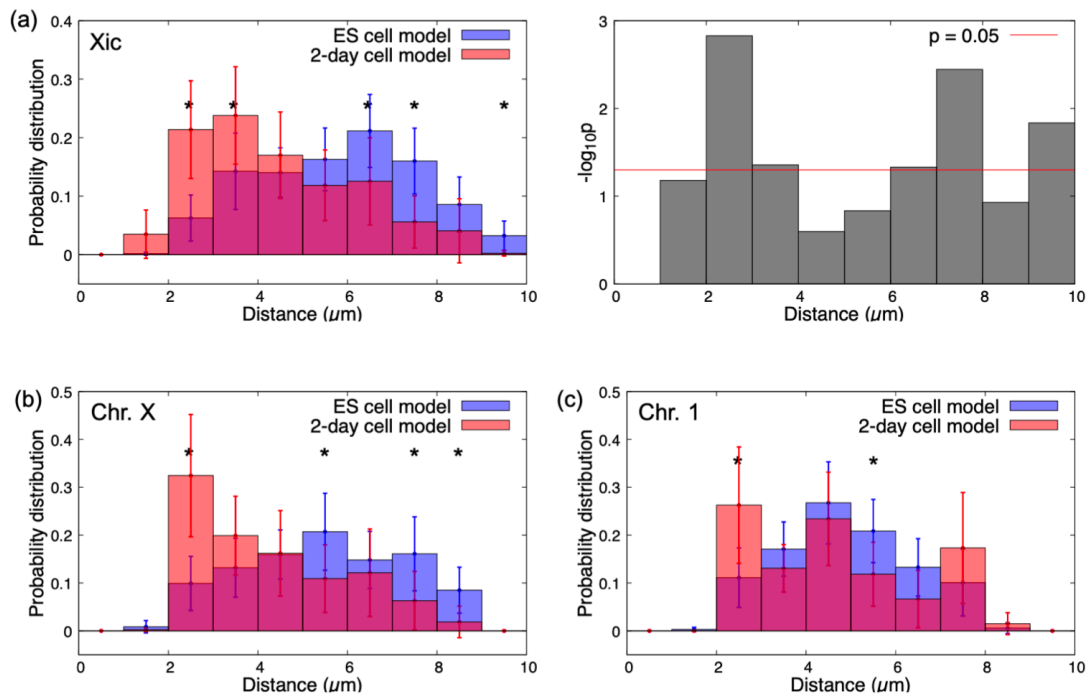 (a)
Xic
ES cell model
2-day cell model
* * * * *
Probability distribution
0.4
0.3
0.2
0.1
0
0 2 4 6 8 10
Distance (µm)
p = 0.05
-log10p
3
2
1
0
0 2 4 6 8 10
Distance (µm)
(b)
Chr. X
ES cell model
2-day cell model
* * * *
Probability distribution
0.5
0.4
0.3
0.2
0.1
0
0 2 4 6 8 10
Distance (µm)
(c)
Chr. 1
ES cell model
2-day cell model
* *
Probability distribution
0.5
0.4
0.3
0.2
0.1
0
0 2 4 6 8 10
Distance (µm)